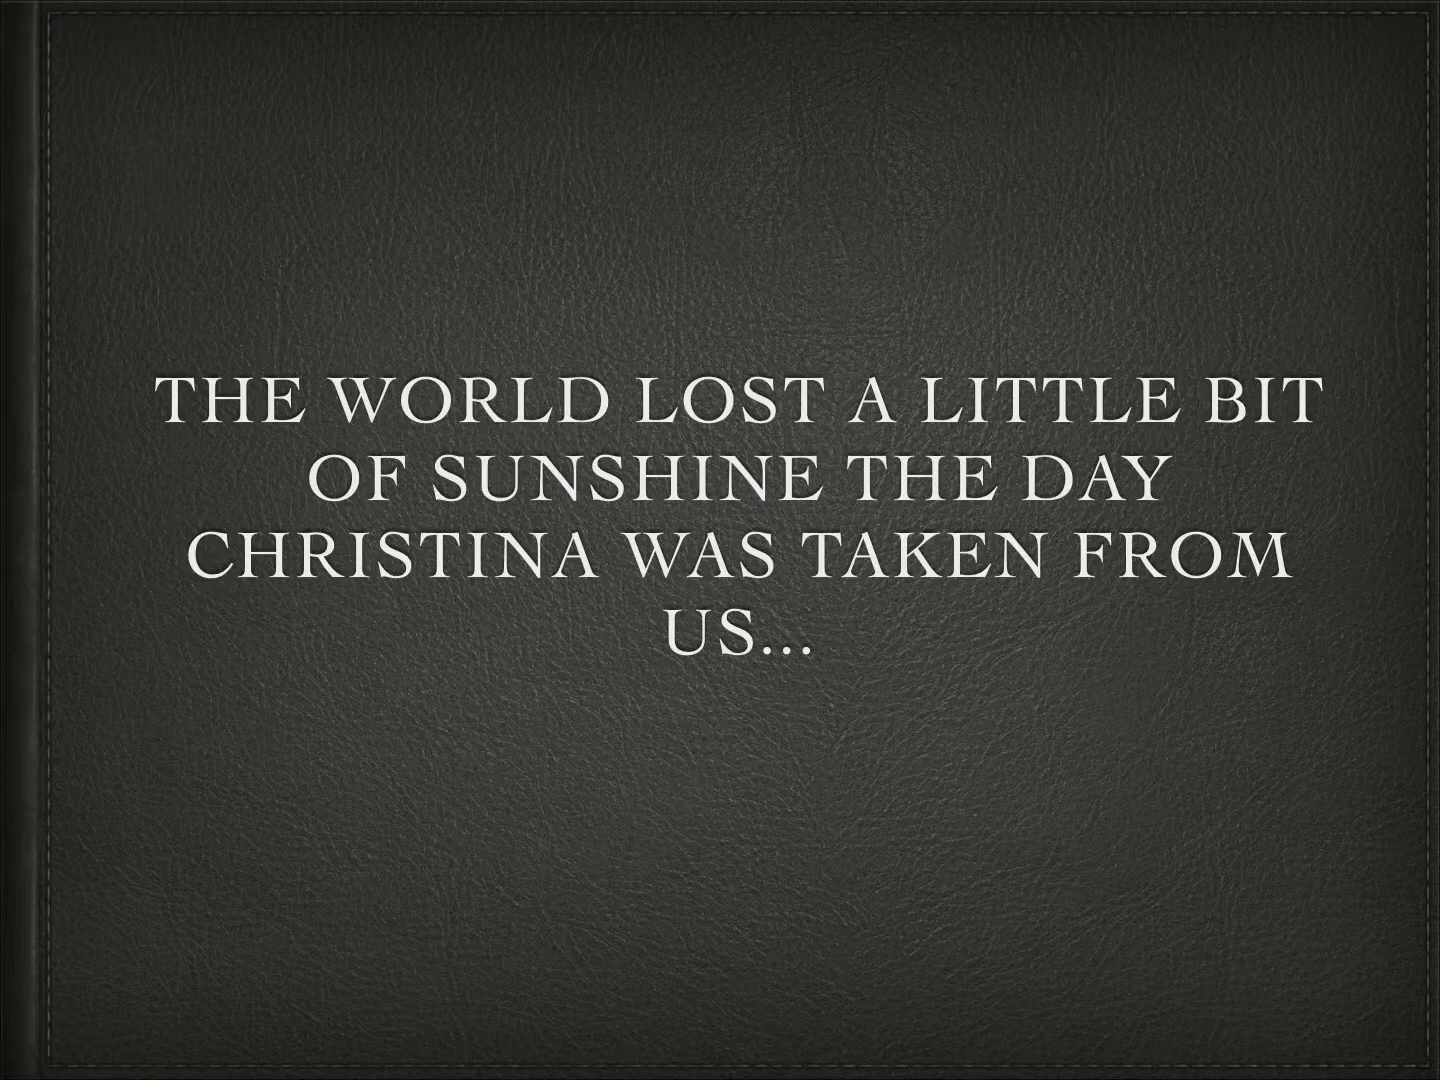 THE WORLD LOST A LITTLE BIT
OF SUNSHINE THE DAY
CHRISTINA WAS TAKEN FROM
US...